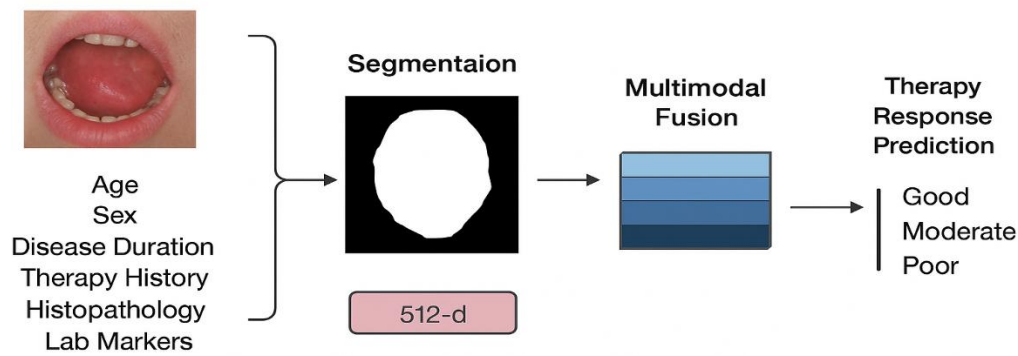 Age
Sex
Disease Duration
Therapy History
Histopathology
Lab Markers
Segmentaion
512-d
Multimodal
Fusion
Therapy
Response
Prediction
Good
Moderate
Poor